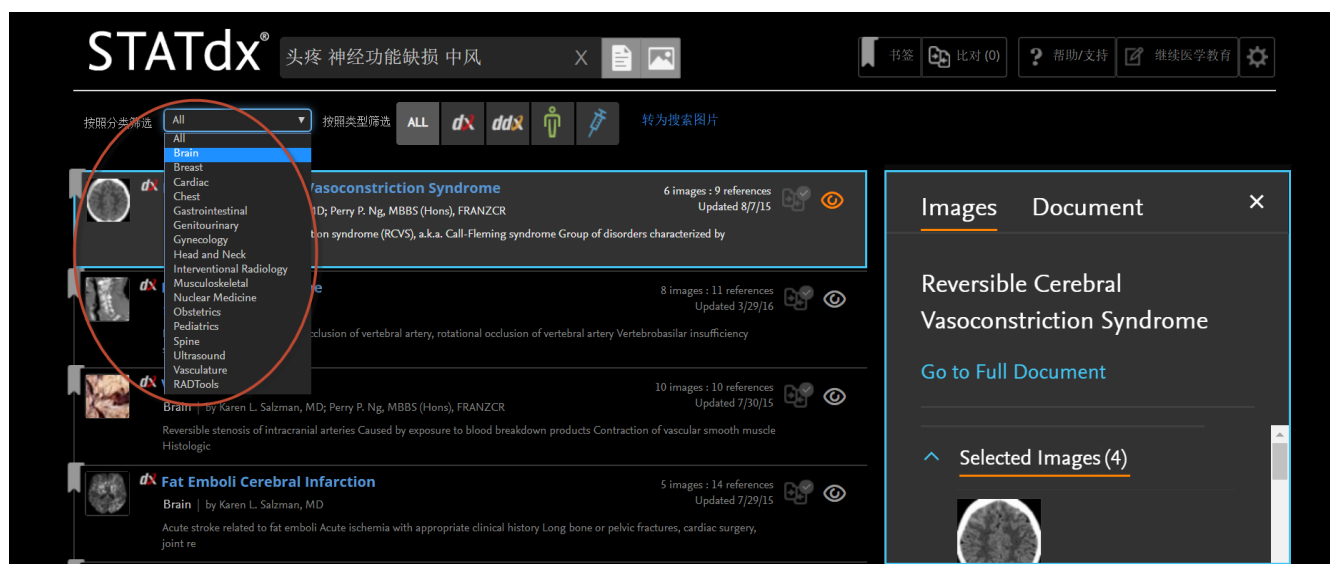 STATdx®
头疼 神经功能缺损 中风 X
书签 比对 (0) ? 帮助/支持 继续医学教育
按照分类筛选 All 按照类型筛选 ALL dx ddx 转为搜索图片
All
Brain
Breast
Cardiac
Chest
Gastrointestinal
Genitourinary
Gynecology
Head and Neck
Interventional Radiology
Musculoskeletal
Nuclear Medicine
Obstetrics
Pediatrics
Spine
Ultrasound
Vasculature
RADTools
dx Vasoconstriction Syndrome
6 images : 9 references
MD; Perry P. Ng, MBBS (Hons), FRANZCR
Updated 8/7/15
on syndrome (RCVS), a.k.a. Call-Fleming syndrome Group of disorders characterized by
dx
8 images : 11 references
Updated 3/29/16
clusion of vertebral artery, rotational occlusion of vertebral artery Vertebrobasilar insufficiency
dx
10 images : 10 references
Brain | by Karen L. Salzman, MD; Perry P. Ng, MBBS (Hons), FRANZCR
Updated 7/30/15
Reversible stenosis of intracranial arteries Caused by exposure to blood breakdown products Contraction of vascular smooth muscle
Histologic
dx Fat Emboli Cerebral Infarction
5 images : 14 references
Brain | by Karen L. Salzman, MD
Updated 7/29/15
Acute stroke related to fat emboli Acute ischemia with appropriate clinical history Long bone or pelvic fractures, cardiac surgery,
joint re
Images Document ×
Reversible Cerebral
Vasoconstriction Syndrome
Go to Full Document
Selected Images (4)